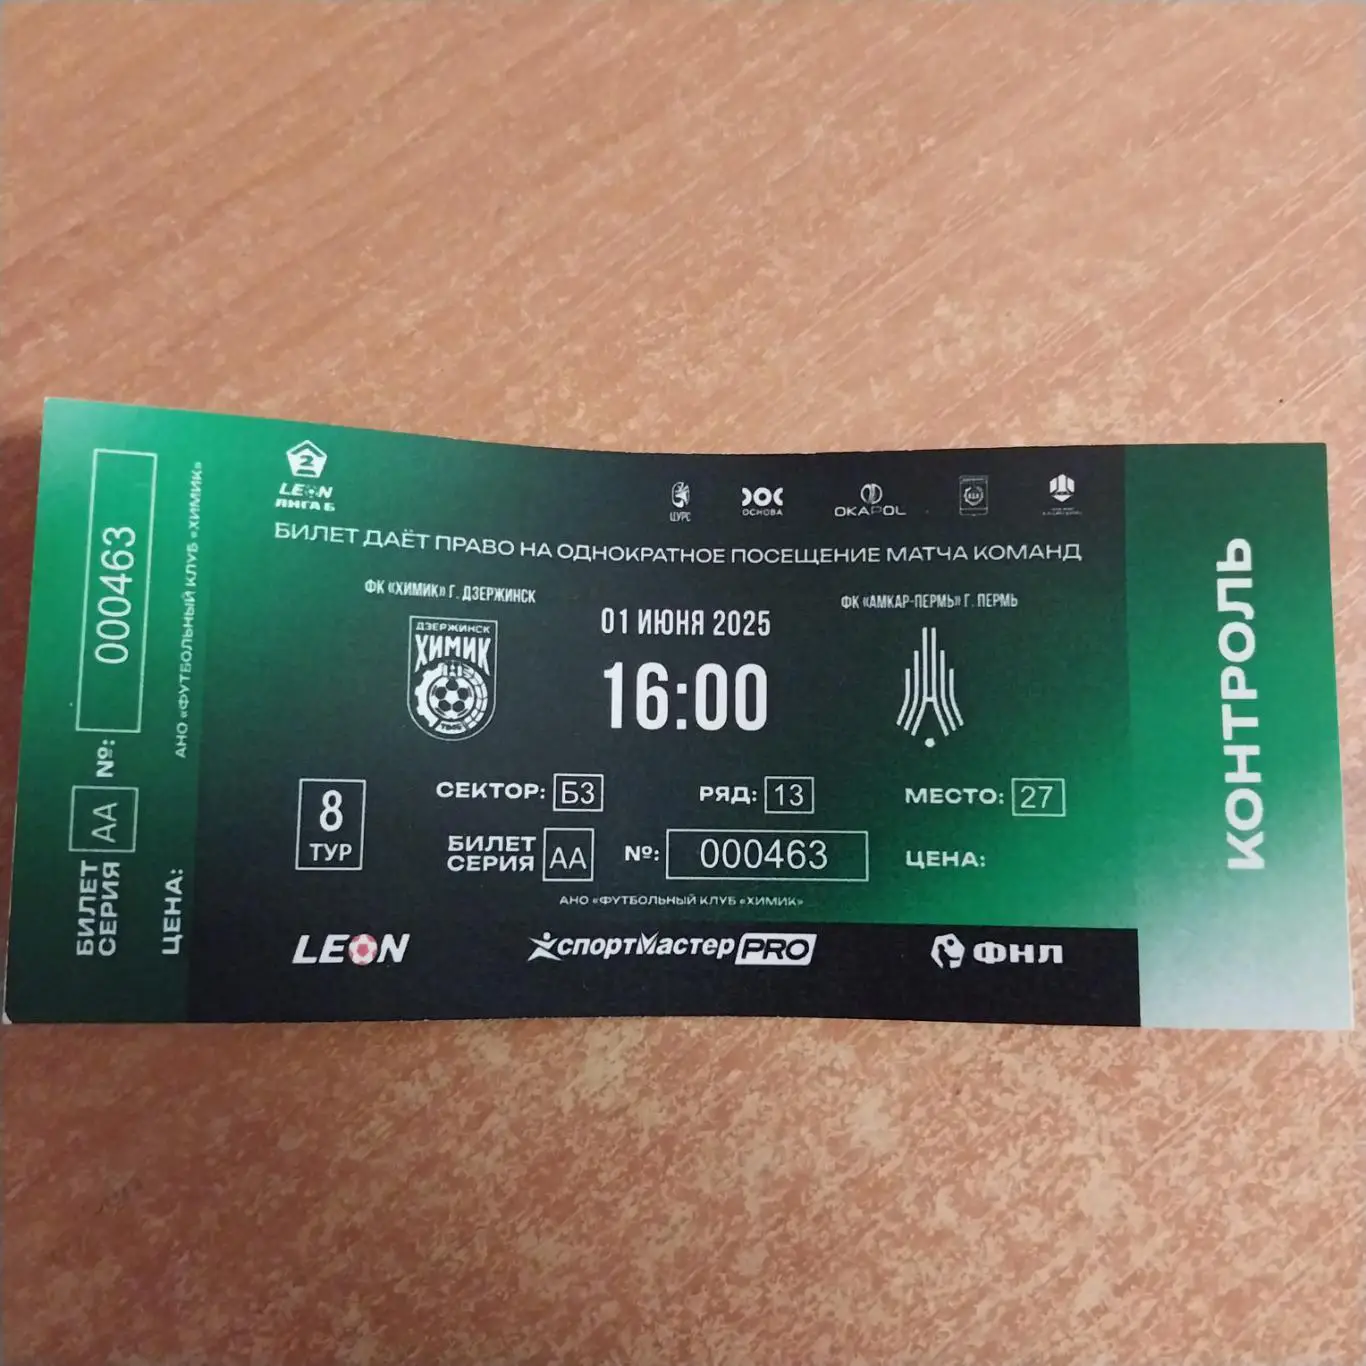 БИЛЕТ СЕРИЯ АА №: 000463
ЦЕНА:
АНО «ФУТБОЛЬНЫЙ КЛУБ «ХИМИК»
2
LEON
ЛИГА Б
ЦУРС
ОСНОВА
OKAPOL
БИЛЕТ ДАЁТ ПРАВО НА ОДНОКРАТНОЕ ПОСЕЩЕНИЕ МАТЧА КОМАНД
ФК «ХИМИК» Г. ДЗЕРЖИНСК
ДЗЕРЖИНСК
ХИМИК
1946
01 ИЮНЯ 2025
16:00
ФК «АМКАР-ПЕРМЬ» Г. ПЕРМЬ
8
ТУР
СЕКТОР: Б3 РЯД: 13 МЕСТО: 27
БИЛЕТ СЕРИЯ АА №: 000463 ЦЕНА:
АНО «ФУТБОЛЬНЫЙ КЛУБ «ХИМИК»
LEON
СПОРТМАСТЕР PRO
ФНЛ
КОНТРОЛЬ